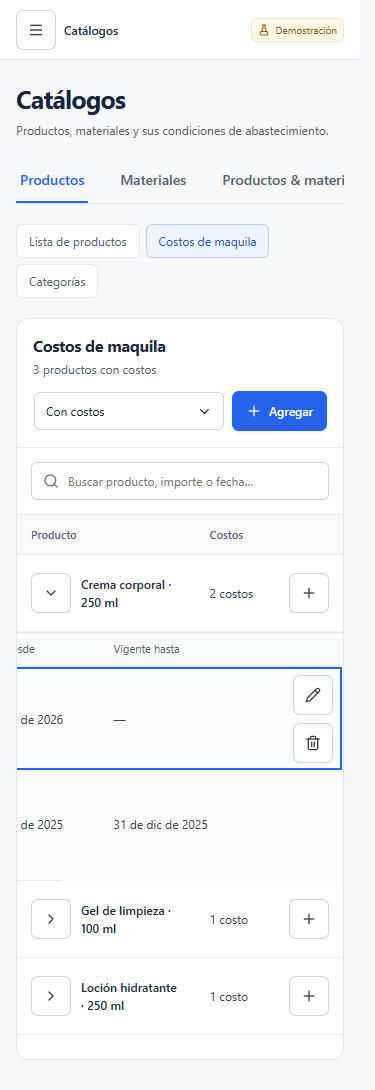 Catálogos
Demostración
Catálogos
Productos, materiales y sus condiciones de abastecimiento.
Productos
Materiales
Productos & materi
Lista de productos
Costos de maquila
Categorías
Costos de maquila
3 productos con costos
Con costos
Agregar
Buscar producto, importe o fecha...
Producto
Costos
Crema corporal ·
250 ml
2 costos
sde
Vigente hasta
de 2026
—
de 2025
31 de dic de 2025
Gel de limpieza ·
100 ml
1 costo
Loción hidratante
· 250 ml
1 costo